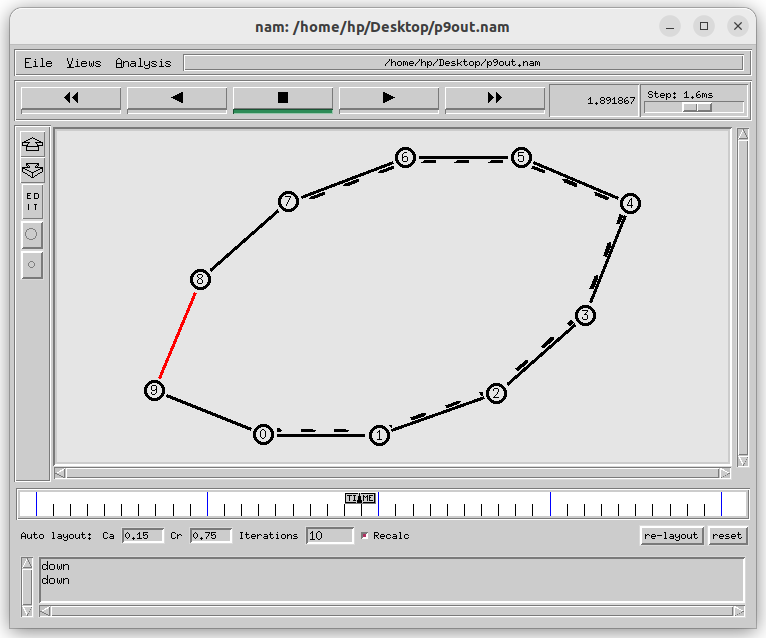 nam: /home/hp/Desktop/p9out.nam
File Views Analysis /home/hp/Desktop/p9out.nam
1.891867 Step: 1.6ms
ED
IT
6 5
7 4
8
3
9 2
0 1
TIME
Auto layout: Ca 0.15 Cr 0.75 Iterations 10 Recalc re-layout reset
down
down